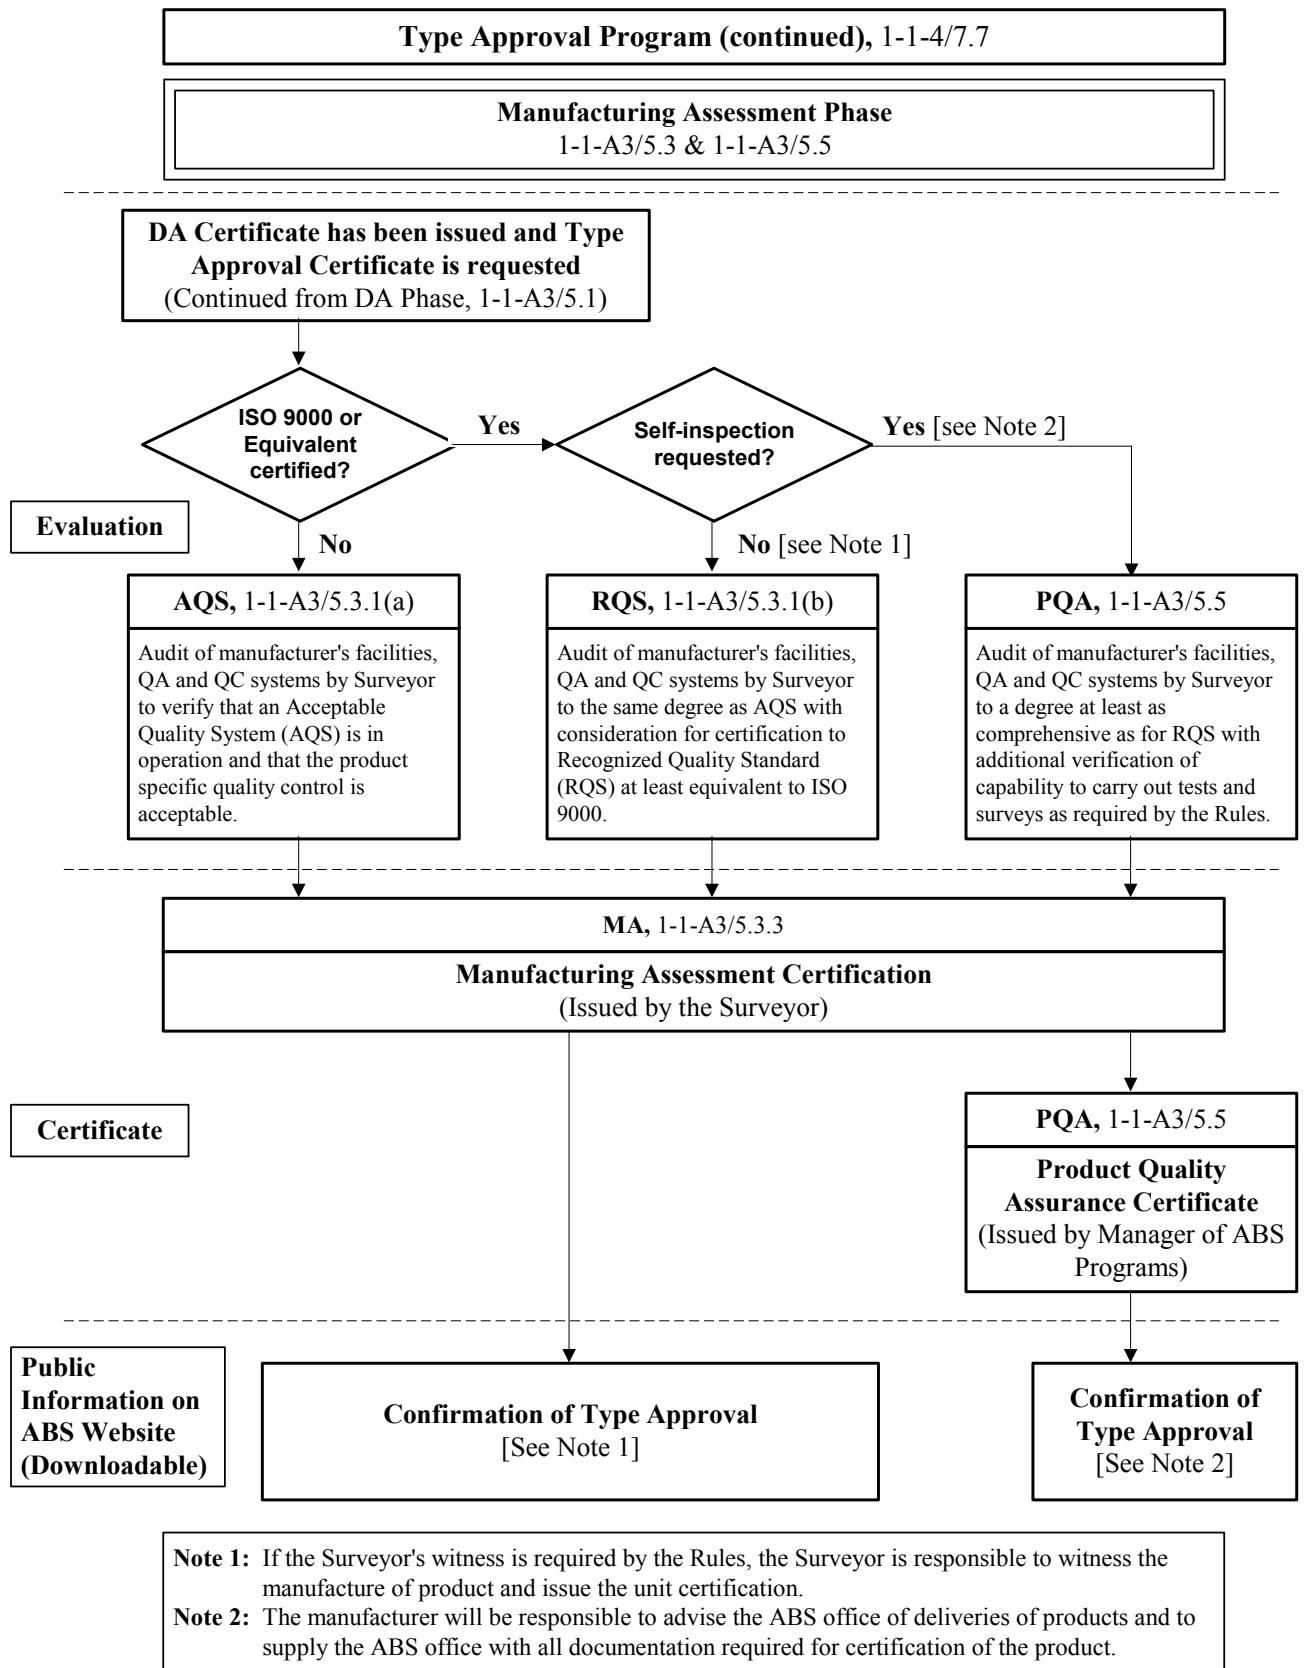 Type Approval Program (continued), 1-1-4/7.7
Manufacturing Assessment Phase
1-1-A3/5.3 & 1-1-A3/5.5
DA Certificate has been issued and Type
Approval Certificate is requested
(Continued from DA Phase, 1-1-A3/5.1)
ISO 9000 or
Equivalent
certified?
Yes
Self-inspection
requested?
Yes [see Note 2]
Evaluation
No
No [see Note 1]
AQS, 1-1-A3/5.3.1(a)
Audit of manufacturer's facilities,
QA and QC systems by Surveyor
to verify that an Acceptable
Quality System (AQS) is in
operation and that the product
specific quality control is
acceptable.
RQS, 1-1-A3/5.3.1(b)
Audit of manufacturer's facilities,
QA and QC systems by Surveyor
to the same degree as AQS with
consideration for certification to
Recognized Quality Standard
(RQS) at least equivalent to ISO
9000.
PQA, 1-1-A3/5.5
Audit of manufacturer's facilities,
QA and QC systems by Surveyor
to a degree at least as
comprehensive as for RQS with
additional verification of
capability to carry out tests and
surveys as required by the Rules.
MA, 1-1-A3/5.3.3
Manufacturing Assessment Certification
(Issued by the Surveyor)
Certificate
PQA, 1-1-A3/5.5
Product Quality
Assurance Certificate
(Issued by Manager of ABS
Programs)
Public
Information on
ABS Website
(Downloadable)
Confirmation of Type Approval
[See Note 1]
Confirmation of
Type Approval
[See Note 2]
Note 1: If the Surveyor's witness is required by the Rules, the Surveyor is responsible to witness the
manufacture of product and issue the unit certification.
Note 2: The manufacturer will be responsible to advise the ABS office of deliveries of products and to
supply the ABS office with all documentation required for certification of the product.